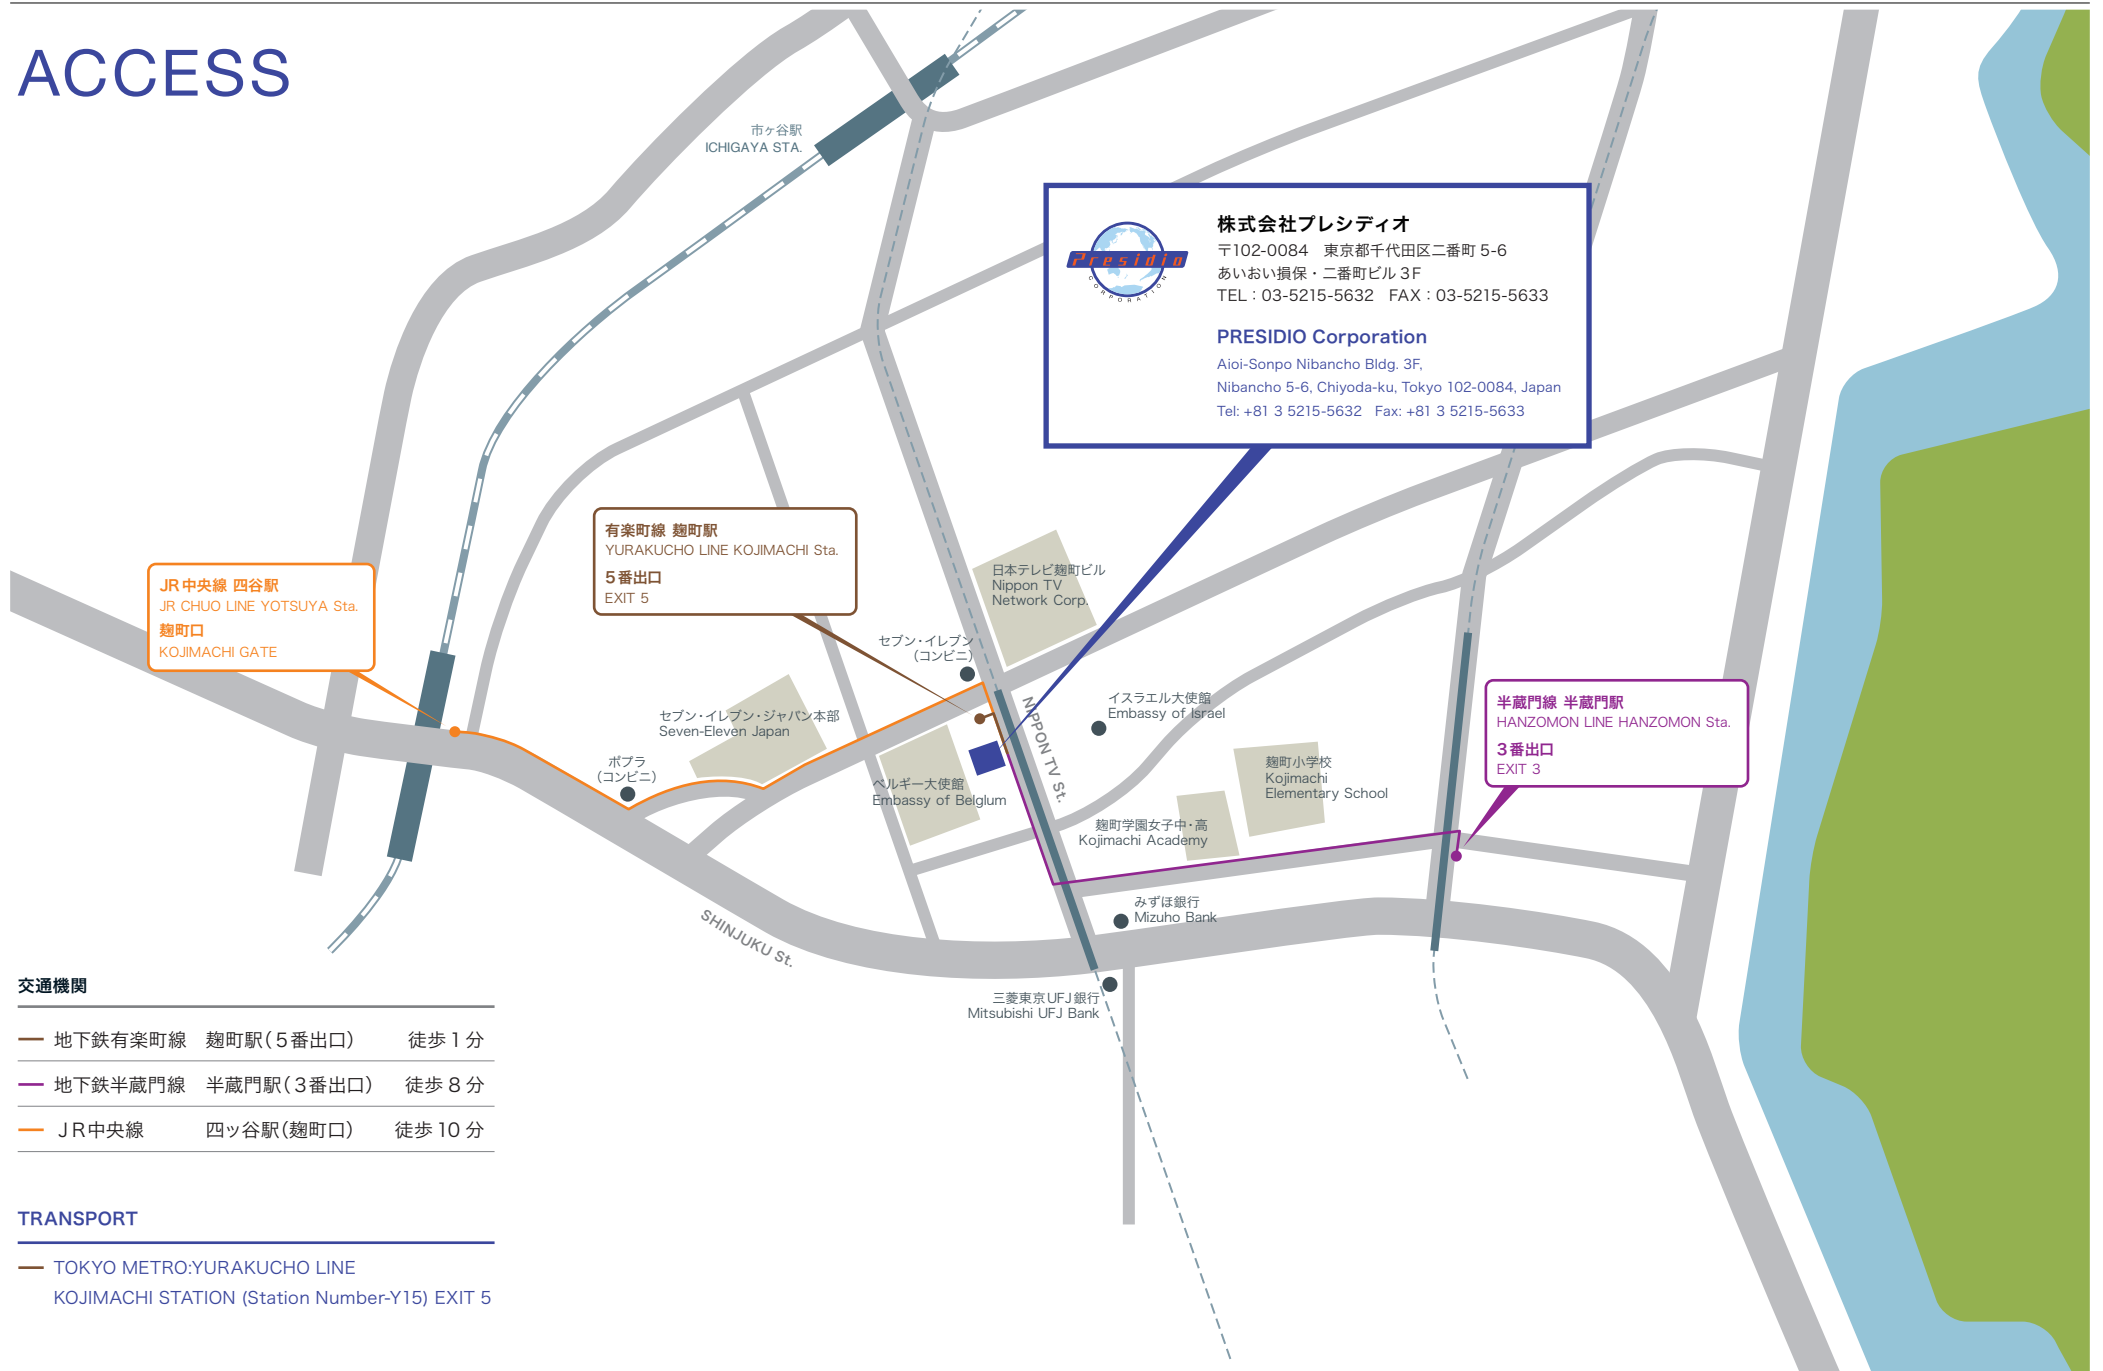 ACCESS
市ヶ谷駅
ICHIGAYA STA.
Presidio
CORPORATION
株式会社プレシディオ
〒102-0084　東京都千代田区二番町 5-6
あいおい損保・二番町ビル 3F
TEL：03-5215-5632　FAX：03-5215-5633
PRESIDIO Corporation
Aioi-Sonpo Nibancho Bldg. 3F,
Nibancho 5-6, Chiyoda-ku, Tokyo 102-0084, Japan
Tel: +81 3 5215-5632   Fax: +81 3 5215-5633
有楽町線 麹町駅
YURAKUCHO LINE KOJIMACHI Sta.
5番出口
EXIT 5
JR中央線 四谷駅
JR CHUO LINE YOTSUYA Sta.
麹町口
KOJIMACHI GATE
日本テレビ麹町ビル
Nippon TV
Network Corp.
セブン・イレブン
（コンビニ）
セブン・イレブン・ジャパン本部
Seven-Eleven Japan
ポプラ
（コンビニ）
ベルギー大使館
Embassy of Belglum
NIPPON TV St.
イスラエル大使館
Embassy of Israel
半蔵門線 半蔵門駅
HANZOMON LINE HANZOMON Sta.
3番出口
EXIT 3
麹町小学校
Kojimachi
Elementary School
麹町学園女子中・高
Kojimachi Academy
みずほ銀行
Mizuho Bank
SHINJUKU St.
三菱東京UFJ銀行
Mitsubishi UFJ Bank
交通機関
地下鉄有楽町線　麹町駅（5番出口）　徒歩 1 分
地下鉄半蔵門線　半蔵門駅（3番出口）　徒歩 8 分
JR中央線　四ッ谷駅（麹町口）　徒歩 10 分
TRANSPORT
TOKYO METRO:YURAKUCHO LINE
KOJIMACHI STATION (Station Number-Y15) EXIT 5